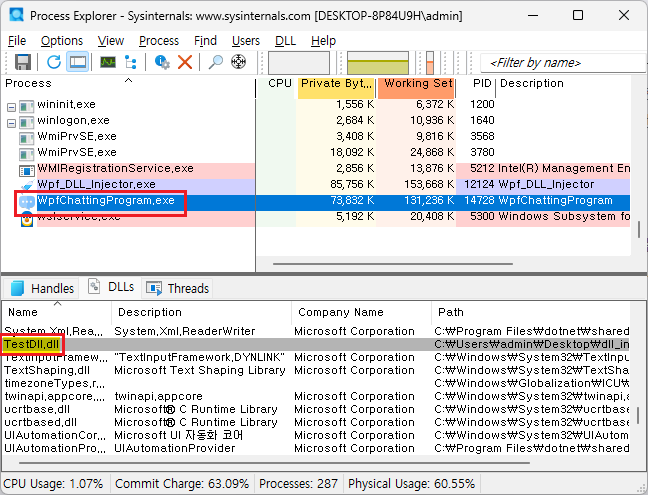 Process Explorer - Sysinternals: www.sysinternals.com [DESKTOP-8P84U9H\admin]
File Options View Process Find Users DLL Help
<Filter by name>
Process CPU Private Byt... Working Set PID Description
wininit,exe 1,556 K 6,372 K 1200
winlogon,exe 2,684 K 10,936 K 1640
WmiPrvSE,exe 3,408 K 9,816 K 3568
WmiPrvSE,exe 18,092 K 24,868 K 3780
WMIRegistrationService,exe 2,856 K 13,876 K 5212 Intel(R) Management En
Wpf_DLL_Injector,exe 85,756 K 153,668 K 12124 Wpf_DLL_Injector
WpfChattingProgram,exe 73,832 K 131,236 K 14728 WpfChattingProgram
wslservice,exe 5,192 K 20,408 K 5300 Windows Subsystem fo
Handles DLLs Threads
Name Description Company Name Path
System,Xml,Rea... System,Xml,ReaderWriter Microsoft Corporation C:₩Program Files₩dotnet₩shared
TestDll,dll C:₩Users₩admin₩Desktop₩dll_in
TextInputFramew,... "TextInputFramework,DYNLINK" Microsoft Corporation C:₩Windows₩System32₩TextInpu
TextShaping,dll Microsoft Text Shaping Library Microsoft Corporation C:₩Windows₩System32₩TextShap
timezoneTypes,r... C:₩Windows₩Globalization₩ICU₩
twinapi,appcore,... twinapi,appcore Microsoft Corporation C:₩Windows₩System32₩twinapi,
ucrtbase,dll Microsoft® C Runtime Library Microsoft Corporation C:₩Windows₩System32₩ucrtbase
ucrtbased,dll Microsoft® C Runtime Library Microsoft Corporation C:₩Windows₩System32₩ucrtbase
UIAutomationCor... Microsoft UI 자동화 코어 Microsoft Corporation C:₩Windows₩System32₩UIAutom
UIAutomationPro... UIAutomationProvider Microsoft Corporation C:₩Program Files₩dotnet₩shared
CPU Usage: 1.07% Commit Charge: 63.09% Processes: 287 Physical Usage: 60.55%